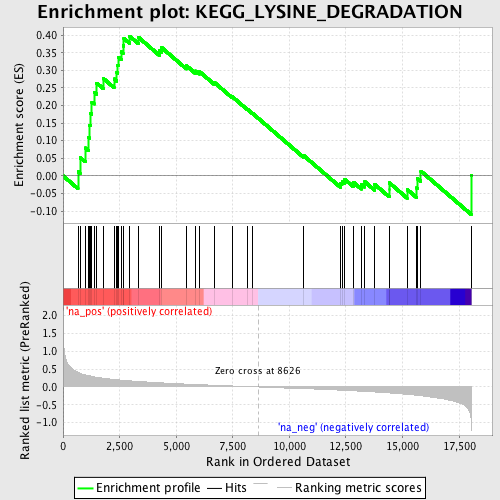 Enrichment plot: KEGG_LYSINE_DEGRADATION
Enrichment score (ES)
0.40
0.35
0.30
0.25
0.20
0.15
0.10
0.05
0.00
-0.05
-0.10
'na_pos' (positively correlated)
Ranked list metric (PreRanked)
2.0
1.5
1.0
0.5
0.0
-0.5
-1.0
Zero cross at 8626
'na_neg' (negatively correlated)
0 2,500 5,000 7,500 10,000 12,500 15,000 17,500
Rank in Ordered Dataset
Enrichment profile Hits Ranking metric scores